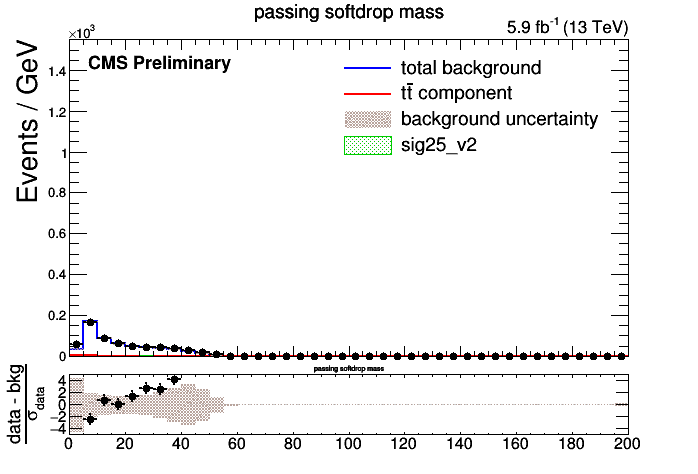 passing softdrop mass
×10³
5.9 fb⁻¹ (13 TeV)
CMS Preliminary
Events / GeV
total background
tt̄ component
background uncertainty
sig25_v2
1.4
1.2
1
0.8
0.6
0.4
0.2
0
passing softdrop mass
data - bkg
σdata
4
2
0
−2
−4
0 20 40 60 80 100 120 140 160 180 200